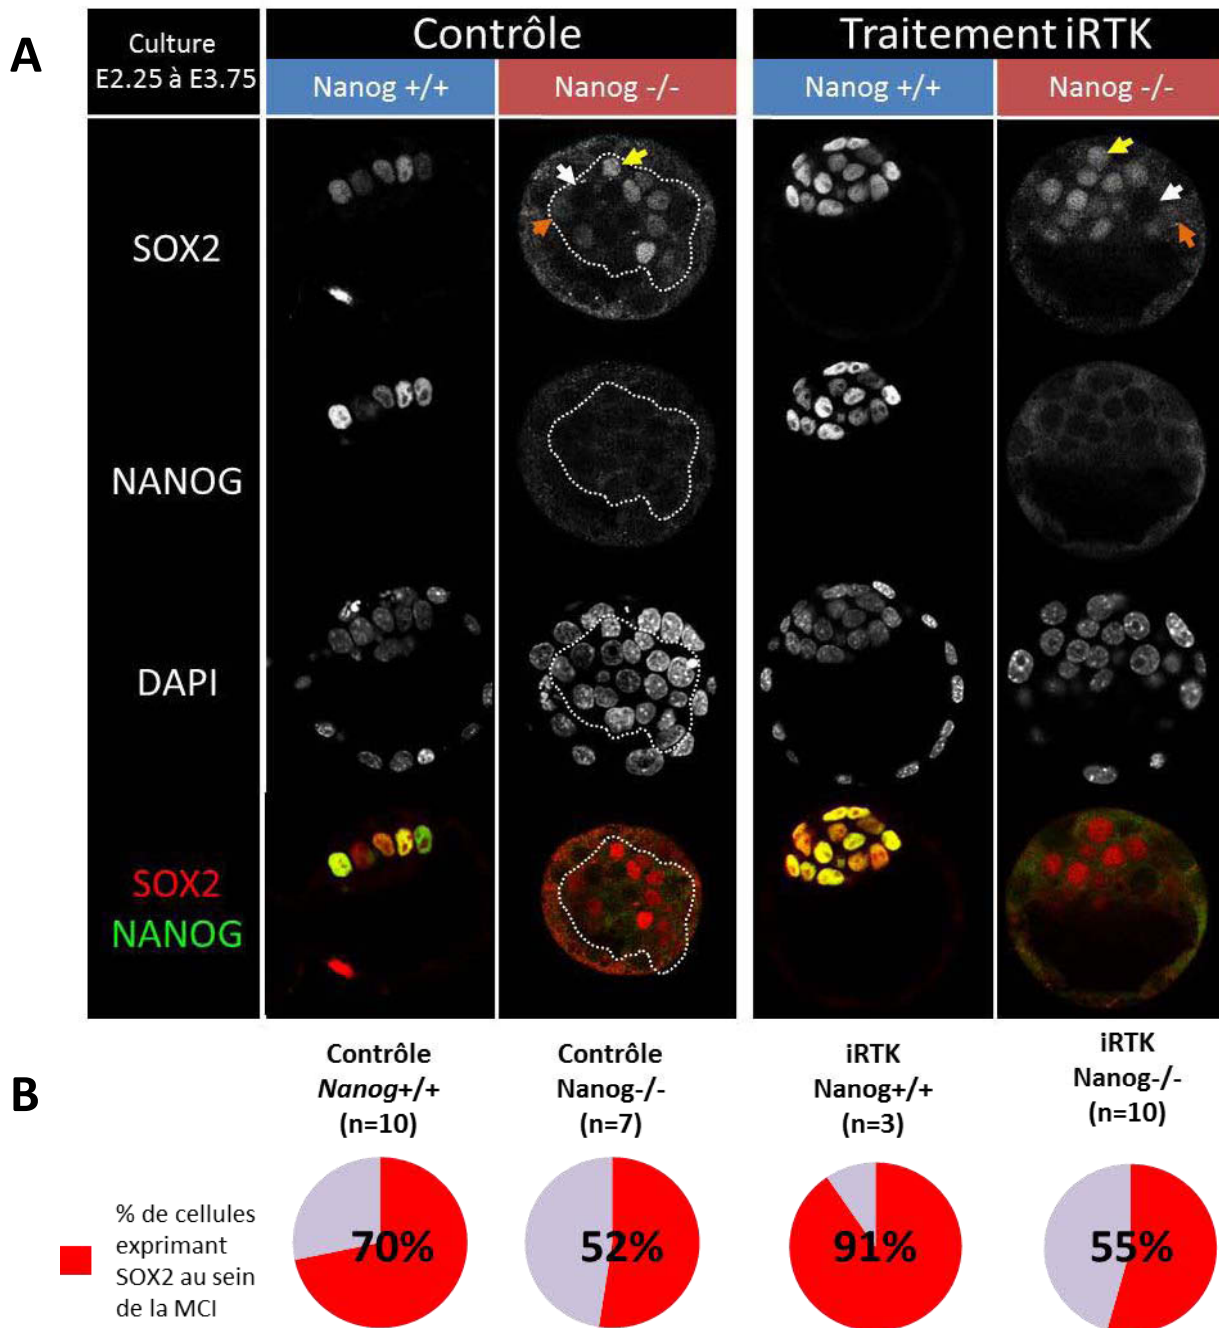 A
Culture
E2.25 à E3.75
Contrôle
Traitement iRTK
Nanog +/+
Nanog -/-
Nanog +/+
Nanog -/-
SOX2
NANOG
DAPI
SOX2
NANOG
B
Contrôle
Nanog+/+
(n=10)
Contrôle
Nanog-/-
(n=7)
iRTK
Nanog+/+
(n=3)
iRTK
Nanog-/-
(n=10)
% de cellules
exprimant
SOX2 au sein
de la MCI
70%
52%
91%
55%